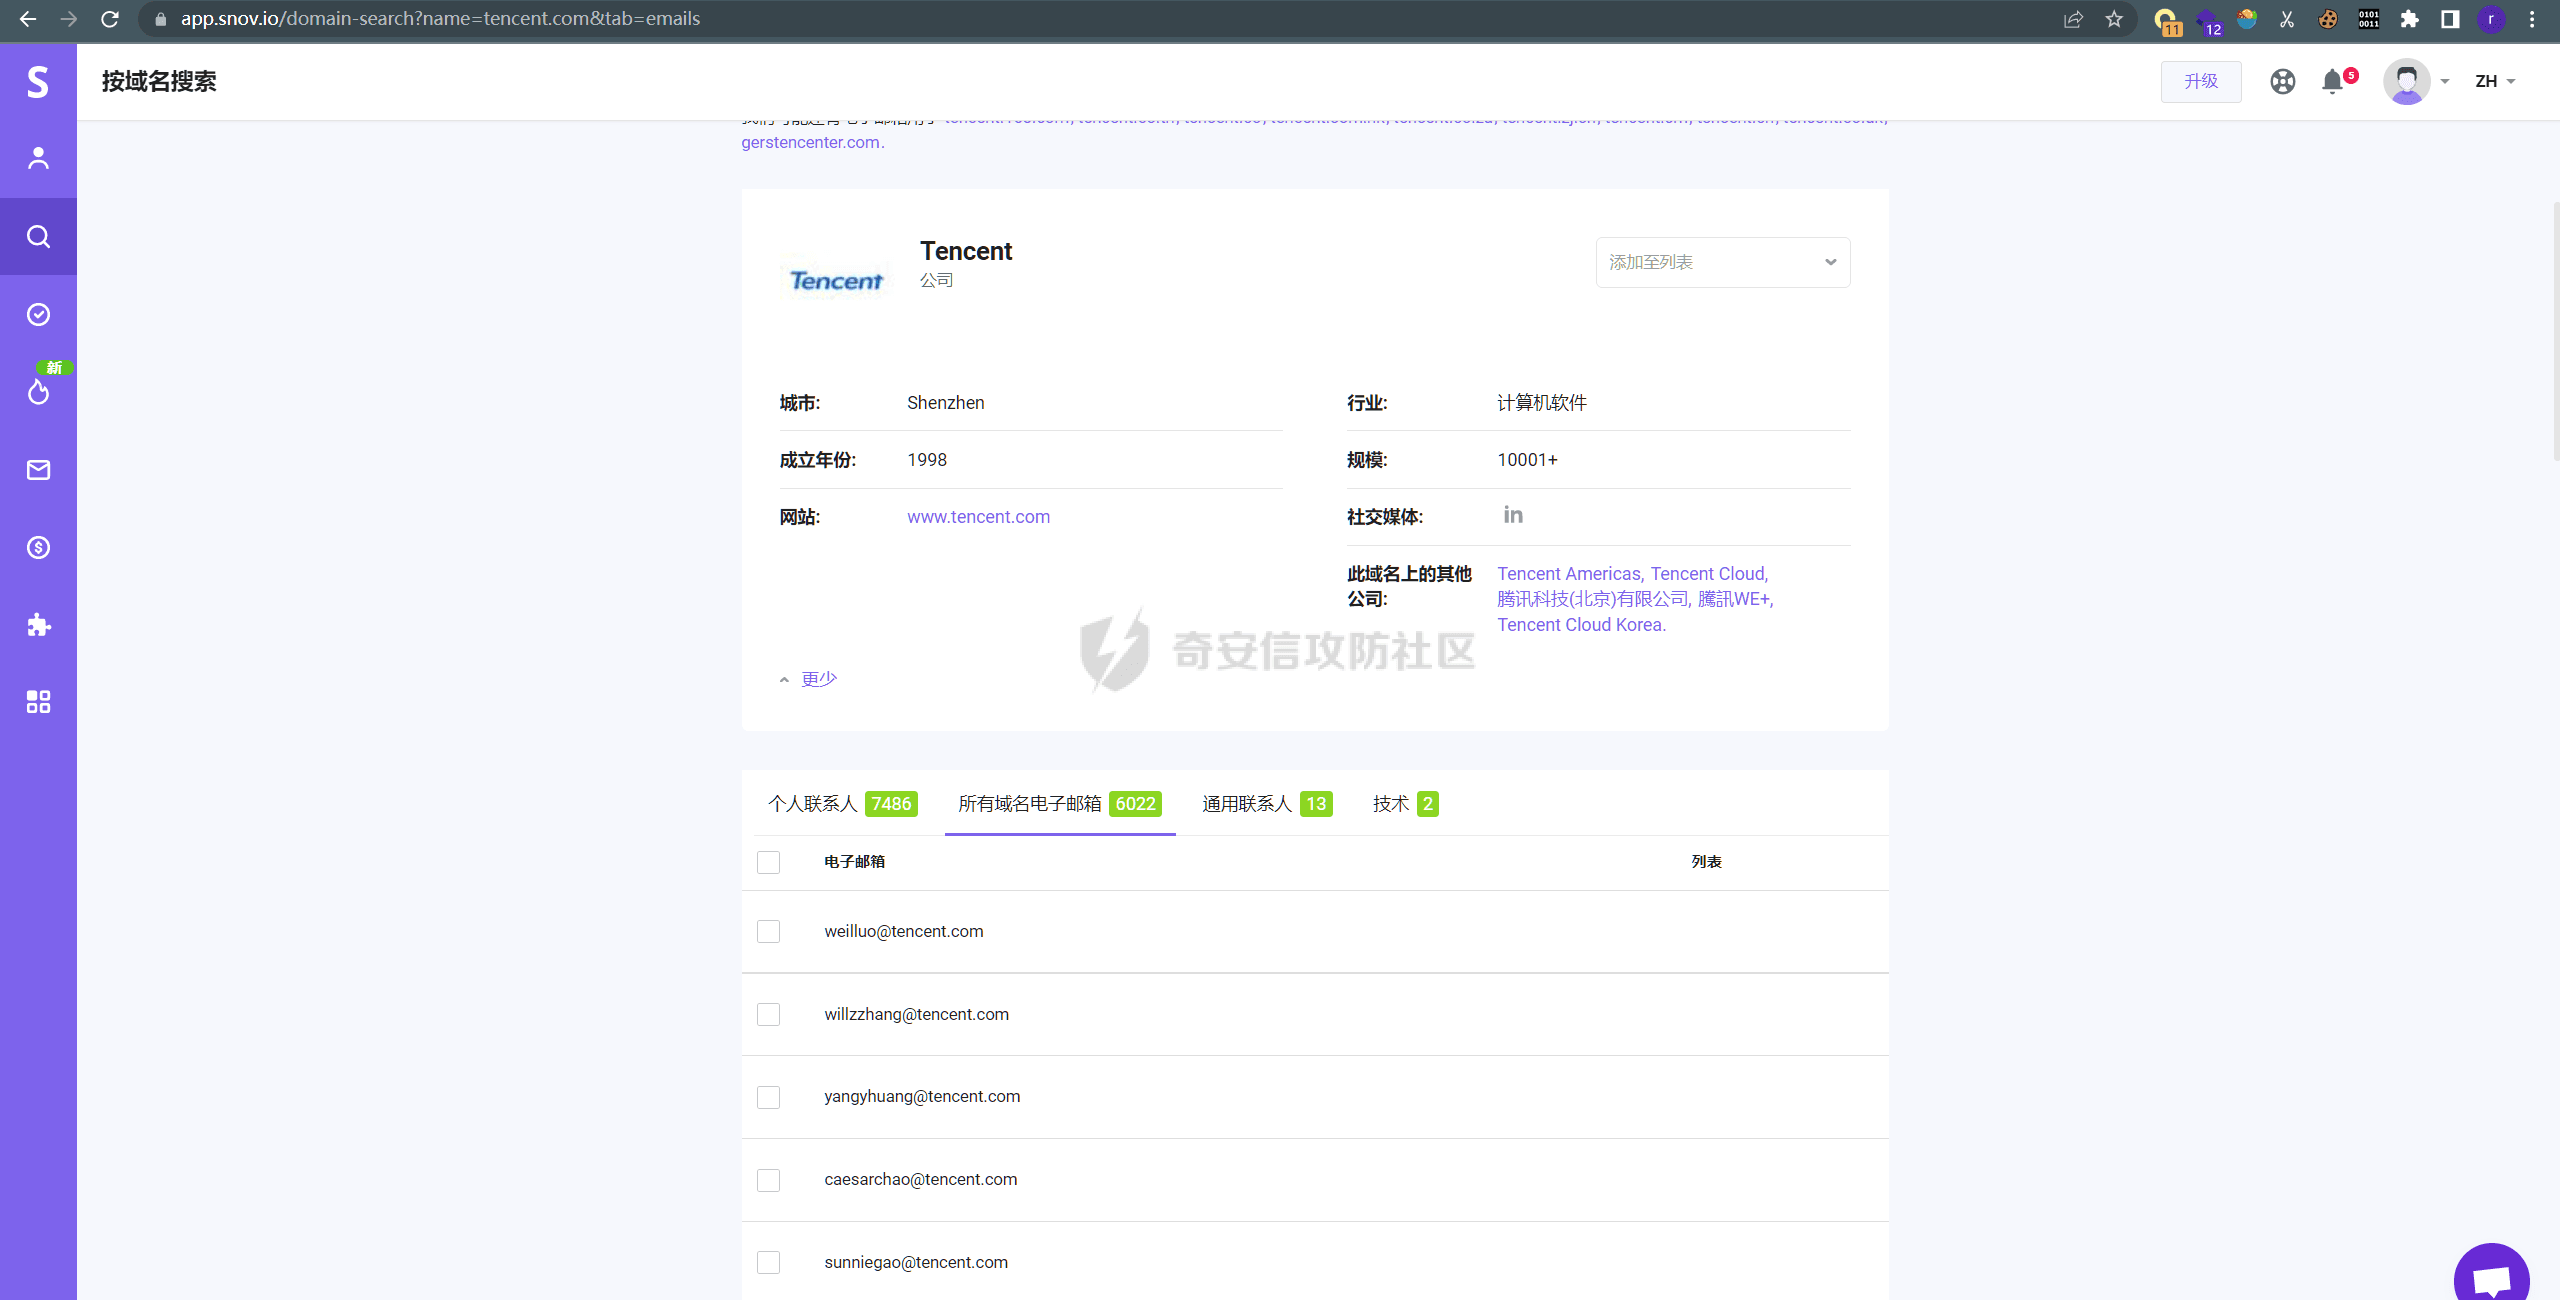 app.snov.io/domain-search?name=tencent.com&tab=emails
11
12
0101
0011
r
S
按域名搜索
升级
5
ZH
gerstencenter.com.
新
Tencent
Tencent
公司
添加至列表
城市: Shenzhen
行业: 计算机软件
成立年份: 1998
规模: 10001+
网站: www.tencent.com
社交媒体: in
此域名上的其他公司: Tencent Americas, Tencent Cloud,
腾讯科技(北京)有限公司, 騰訊WE+,
Tencent Cloud Korea.
奇安信攻防社区
更少
个人联系人 7486 所有域名电子邮箱 6022 通用联系人 13 技术 2
电子邮箱 列表
weilluo@tencent.com
willzzhang@tencent.com
yangyhuang@tencent.com
caesarchao@tencent.com
sunniegao@tencent.com